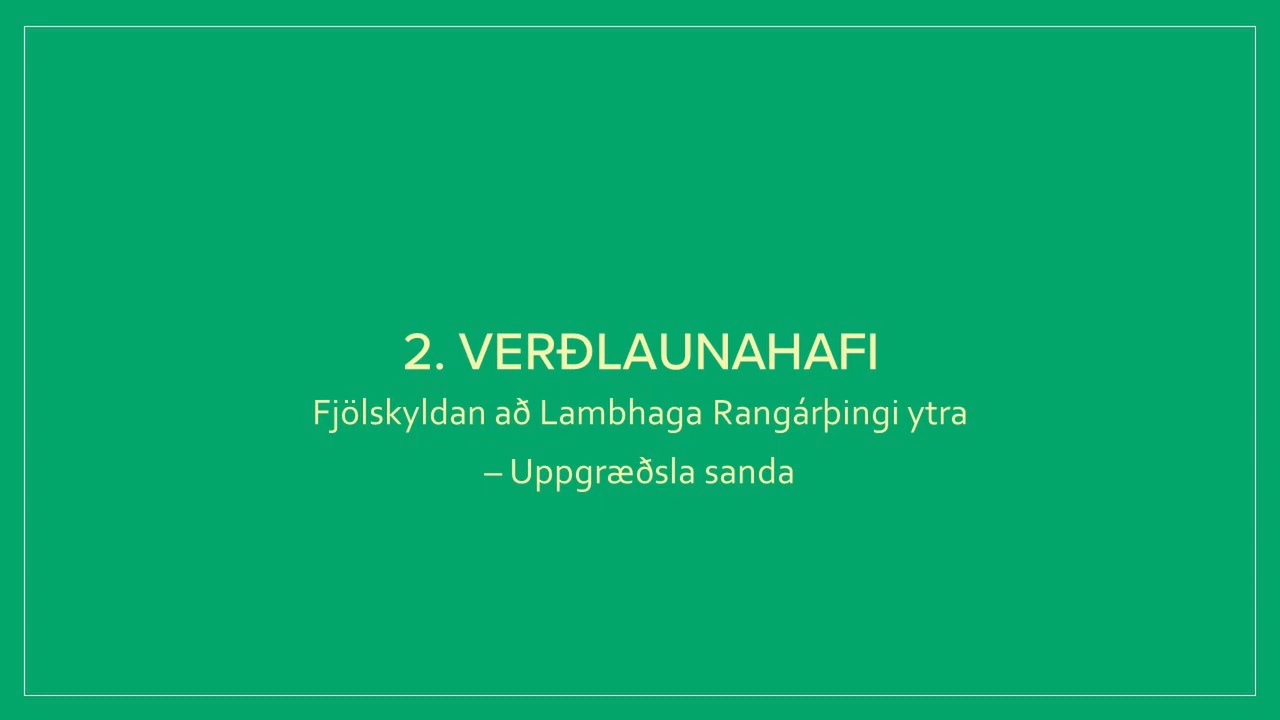 2. VERÐLAUNAHAFI
Fjölskyldan að Lambhaga Rangárþingi ytra
– Uppgræðsla sanda